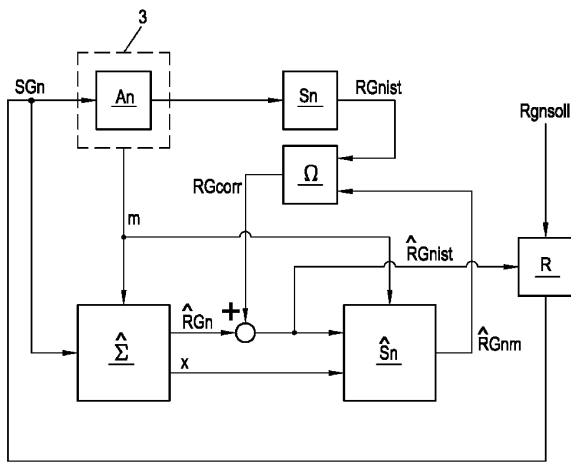 3
SGn
An
Sn
RGnist
Rgnsoll
RGcorr
Ω
m
R̂Gnist
R
+
R̂Gn
Σ̂
x
Ŝn
R̂Gnm